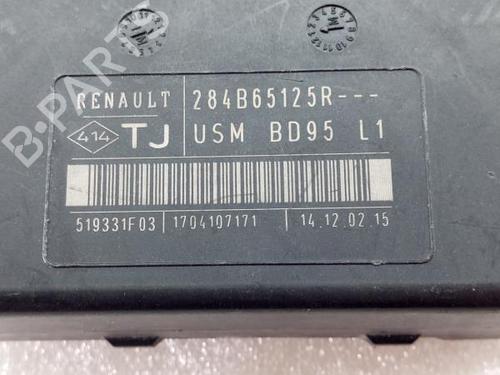 B-PARTS
RENAULT 284B65125R---
414 TJ USM BD95 L1
519331F03 1704107171 14.12.02.15